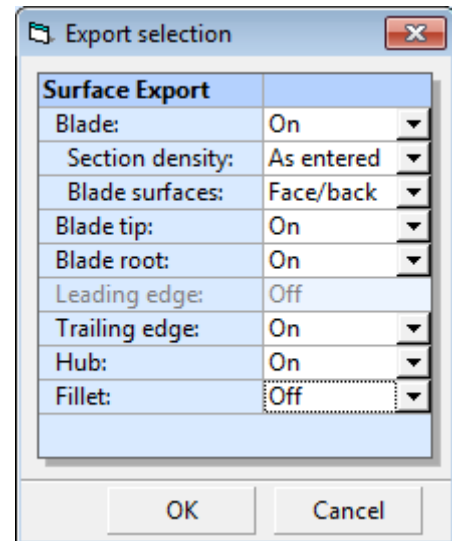 Export selection
Surface Export
Blade: On
Section density: As entered
Blade surfaces: Face/back
Blade tip: On
Blade root: On
Leading edge: Off
Trailing edge: On
Hub: On
Fillet: Off
OK Cancel